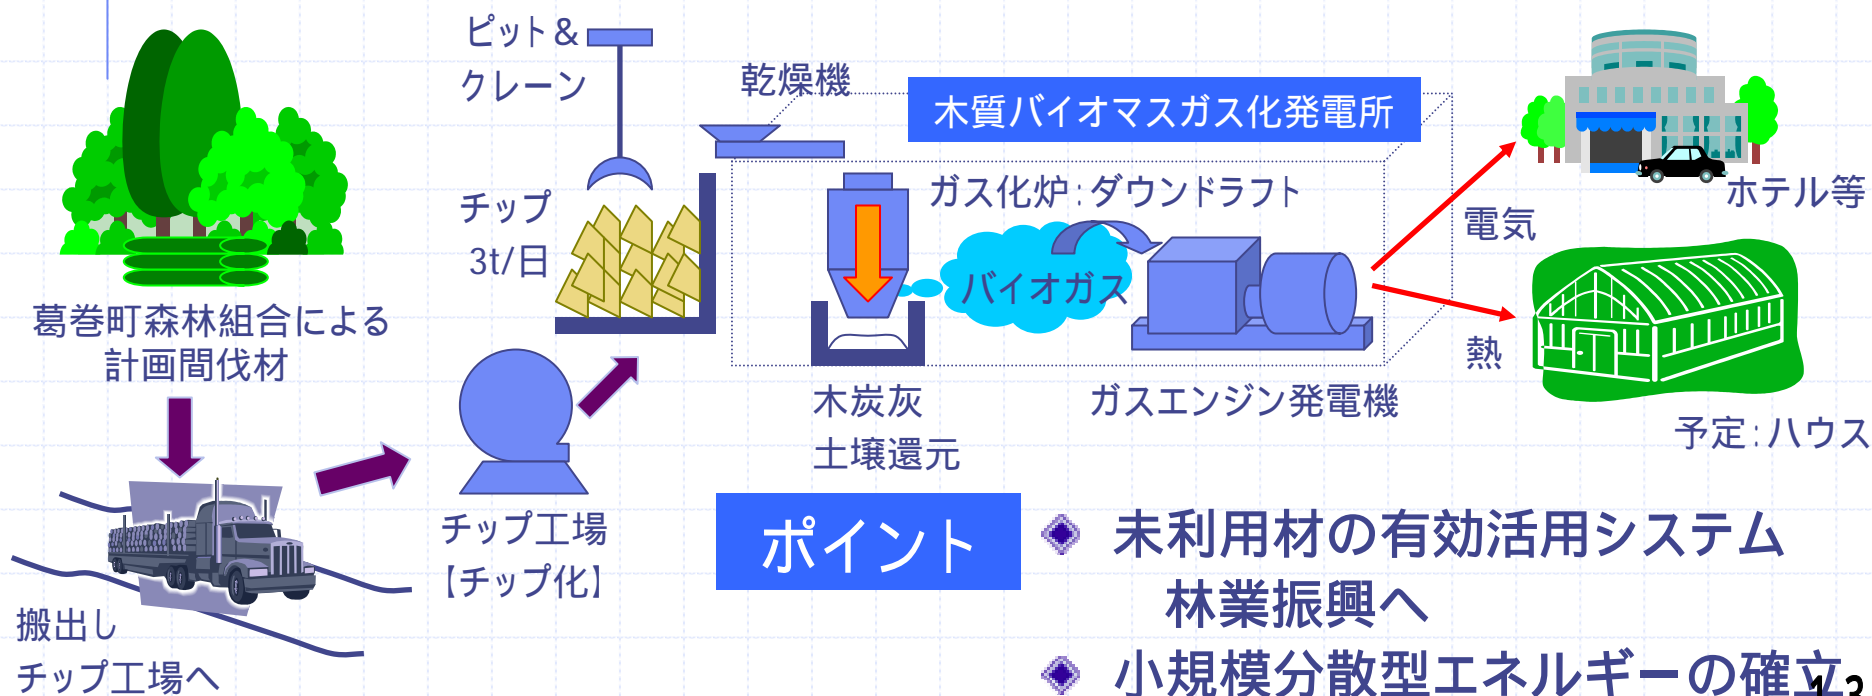 ピット&
クレーン
乾燥機
木質バイオマスガス化発電所
ホテル等
チップ
3t/日
ガス化炉:ダウンドラフト
電気
バイオガス
葛巻町森林組合による
計画間伐材
熱
木炭灰
土壌還元
ガスエンジン発電機
予定:ハウス
チップ工場
【チップ化】
搬出し
チップ工場へ
ポイント
未利用材の有効活用システム
林業振興へ
小規模分散型エネルギーの確立